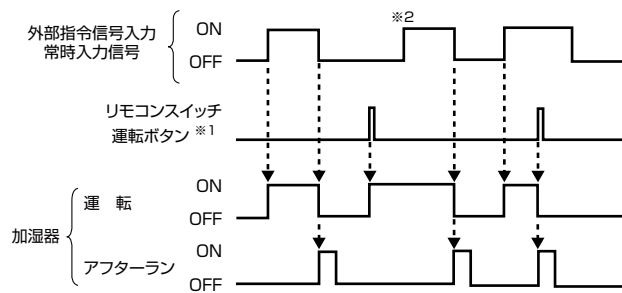 ※2
外部指令信号入力
常時入力信号
ON
OFF
リモコンスイッチ
運転ボタン ※1
加湿器
運 転
ON
OFF
アフターラン
ON
OFF